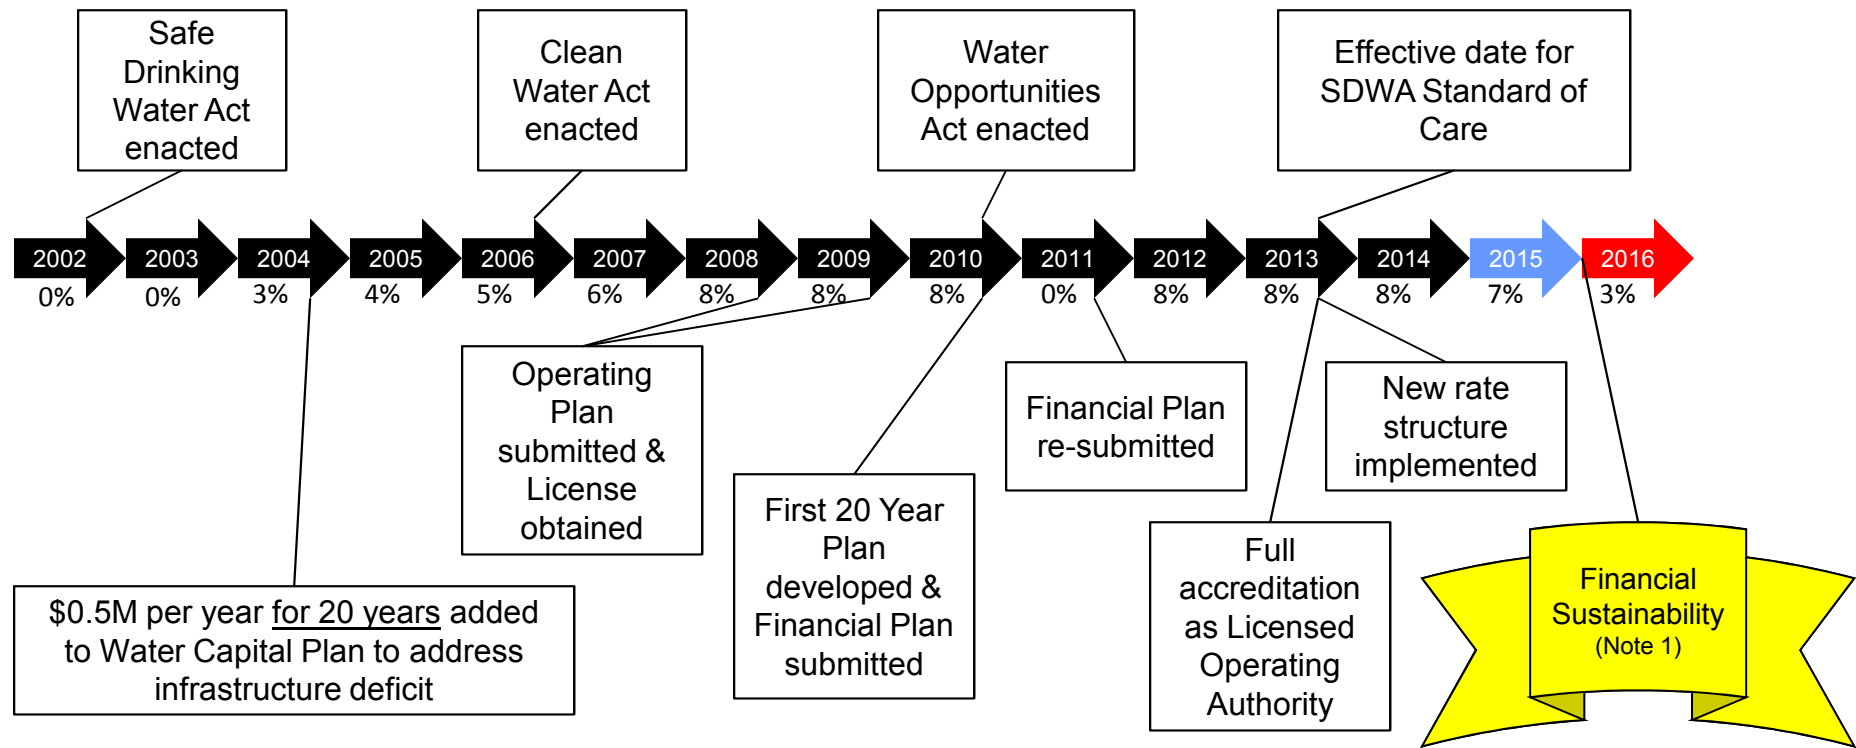 Safe
Drinking
Water Act
enacted
Clean
Water Act
enacted
Water
Opportunities
Act enacted
Effective date for
SDWA Standard of
Care
2002 2003 2004 2005 2006 2007 2008 2009 2010 2011 2012 2013 2014 2015 2016
0% 0% 3% 4% 5% 6% 8% 8% 8% 0% 8% 8% 8% 7% 3%
Operating
Plan
submitted &
License
obtained
Financial Plan
re-submitted
New rate
structure
implemented
First 20 Year
Plan
developed &
Financial Plan
submitted
Full
accreditation
as Licensed
Operating
Authority
Financial
Sustainability
(Note 1)
$0.5M per year for 20 years added
to Water Capital Plan to address
infrastructure deficit